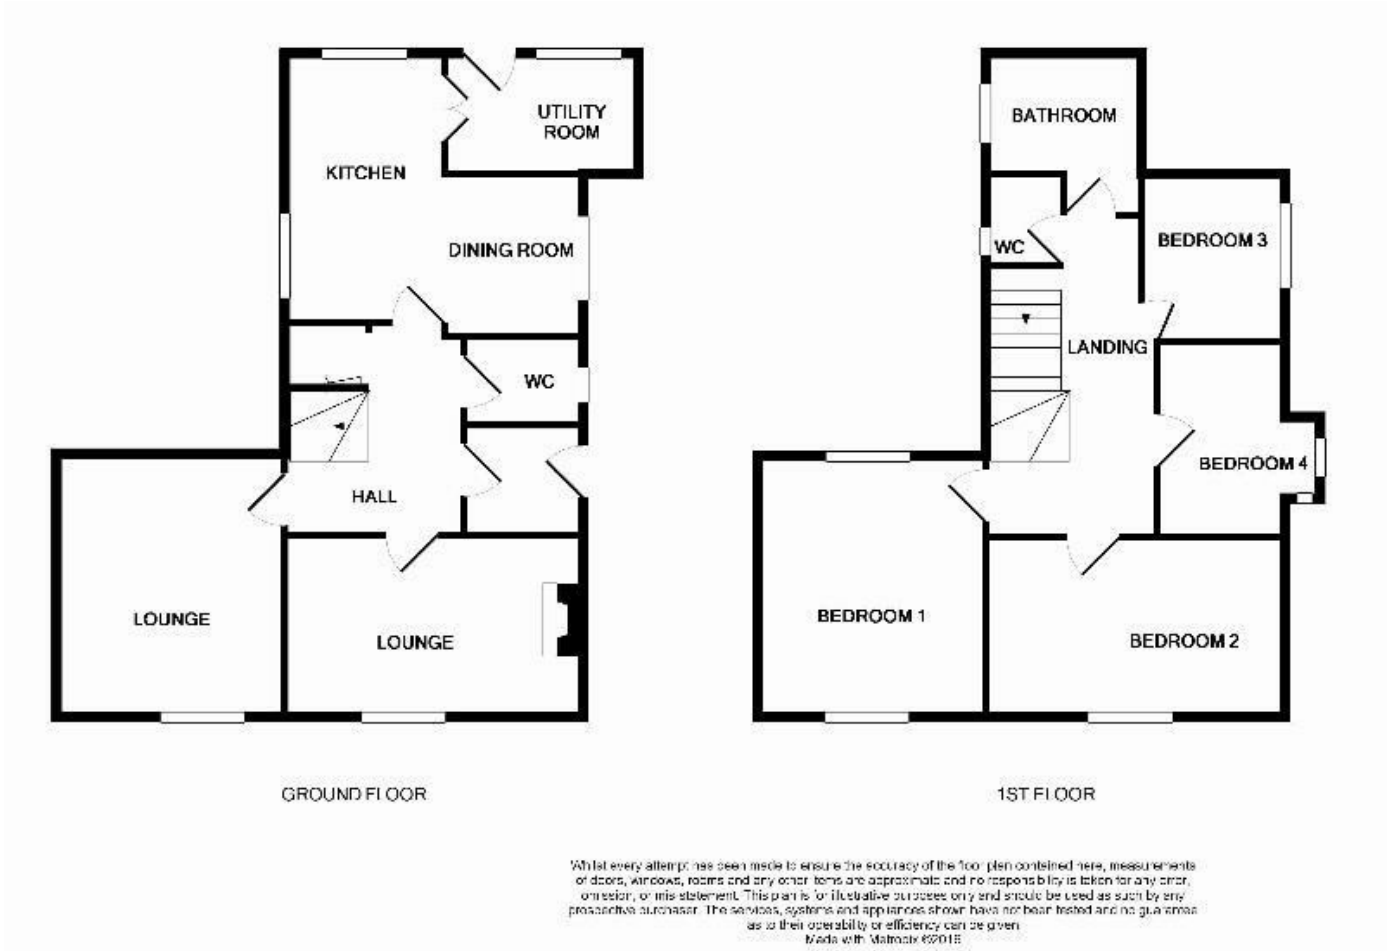 UTILITY
ROOM
KITCHEN
DINING ROOM
WC
HALL
LOUNGE
LOUNGE
GROUND FLOOR
BATHROOM
WC
BEDROOM 3
LANDING
BEDROOM 4
BEDROOM 1
BEDROOM 2
1ST FLOOR
Whilst every attempt has been made to ensure the accuracy of the floor plan contained here, measurements
of doors, windows, rooms and any other items are approximate and no responsibility is taken for any error,
omission, or mis-statement. This plan is for illustrative purposes only and should be used as such by any
prospective purchaser. The services, systems and appliances shown have not been tested and no guarantee
as to their operability or efficiency can be given
Made with Metropix ©2016